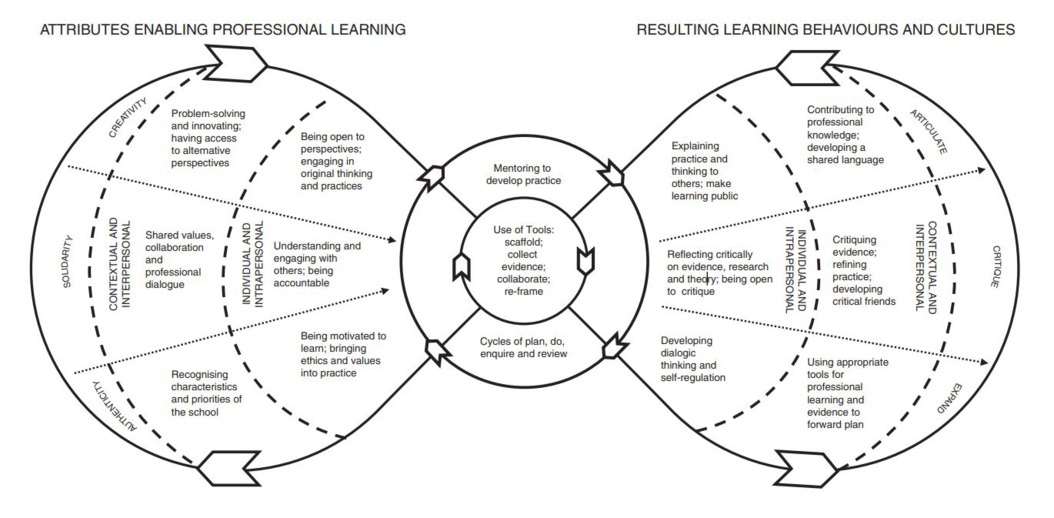 ATTRIBUTES ENABLING PROFESSIONAL LEARNING
RESULTING LEARNING BEHAVIOURS AND CULTURES
CREATIVITY
Problem-solving
and innovating;
having access
to alternative
perspectives
Being open to
perspectives;
engaging in
original thinking
and practices
SOLIDARITY
CONTEXTUAL AND
INTERPERSONAL
Shared values,
collaboration
and
professional
dialogue
INDIVIDUAL AND
INTRAPERSONAL
Understanding and
engaging with
others; being
accountable
AUTHENTICITY
Recognising
characteristics
and priorities of
the school
Being motivated to
learn; bringing
ethics and values
into practice
Mentoring to
develop practice
Use of Tools:
scaffold;
collect
evidence;
collaborate;
re-frame
Cycles of plan, do,
enquire and review
Explaining
practice and
thinking to
others; make
learning public
Contributing to
professional
knowledge;
developing a
shared language
ARTICULATE
Reflecting critically
on evidence, research
and theory; being open
to critique
INDIVIDUAL AND
INTRAPERSONAL
Critiquing
evidence;
refining
practice;
developing
critical friends
CONTEXTUAL AND
INTERPERSONAL
CRITIQUE
Developing
dialogic
thinking and
self-regulation
Using appropriate
tools for
professional
learning and
evidence to
forward plan
EXPAND